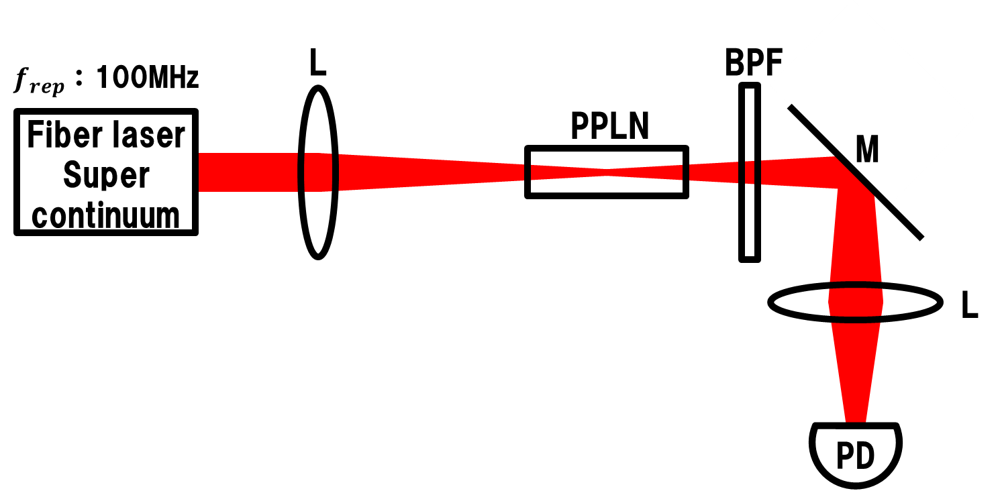 f_rep : 100MHz
Fiber laser
Super
continuum
L
PPLN
BPF
M
L
PD